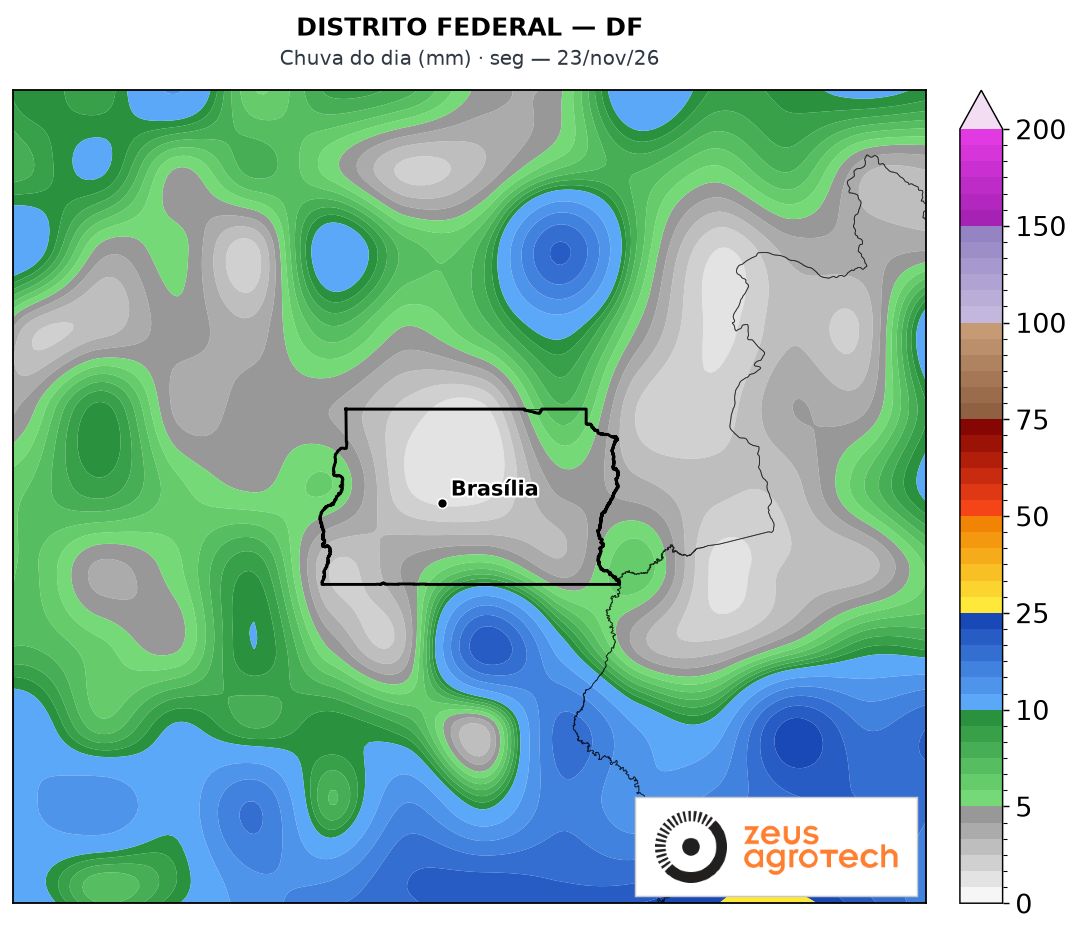 DISTRITO FEDERAL — DF
Chuva do dia (mm) · seg — 23/nov/26
200
150
100
75
50
25
10
5
0
Brasília
zeus
agrotech